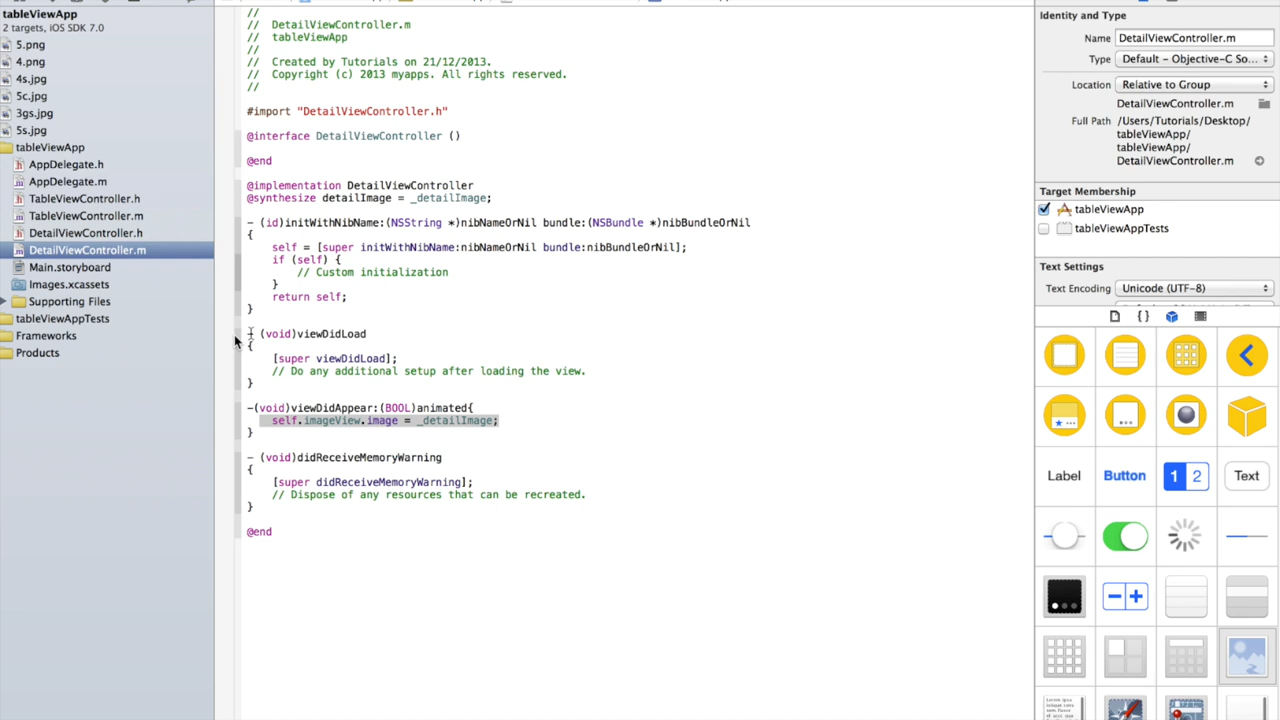 tableViewApp
2 targets, iOS SDK 7.0
5.png
4.png
4s.jpg
5c.jpg
3gs.jpg
5s.jpg
tableViewApp
AppDelegate.h
AppDelegate.m
TableViewController.h
TableViewController.m
DetailViewController.h
DetailViewController.m
Main.storyboard
Images.xcassets
Supporting Files
tableViewAppTests
Frameworks
Products
//
//  DetailViewController.m
//  tableViewApp
//
//  Created by Tutorials on 21/12/2013.
//  Copyright (c) 2013 myapps. All rights reserved.
//
#import "DetailViewController.h"
@interface DetailViewController ()
@end
@implementation DetailViewController
@synthesize detailImage = _detailImage;
- (id)initWithNibName:(NSString *)nibNameOrNil bundle:(NSBundle *)nibBundleOrNil
{
    self = [super initWithNibName:nibNameOrNil bundle:nibBundleOrNil];
    if (self) {
        // Custom initialization
    }
    return self;
}
- (void)viewDidLoad
{
    [super viewDidLoad];
    // Do any additional setup after loading the view.
}
-(void)viewDidAppear:(BOOL)animated{
    self.imageView.image = _detailImage;
}
- (void)didReceiveMemoryWarning
{
    [super didReceiveMemoryWarning];
    // Dispose of any resources that can be recreated.
}
@end
Identity and Type
Name DetailViewController.m
Type Default - Objective-C So...
Location Relative to Group
DetailViewController.m
Full Path /Users/Tutorials/Desktop/
tableViewApp/
tableViewApp/
DetailViewController.m
Target Membership
tableViewApp
tableViewAppTests
Text Settings
Text Encoding Unicode (UTF-8)
{ }
Label Button 1 2 Text